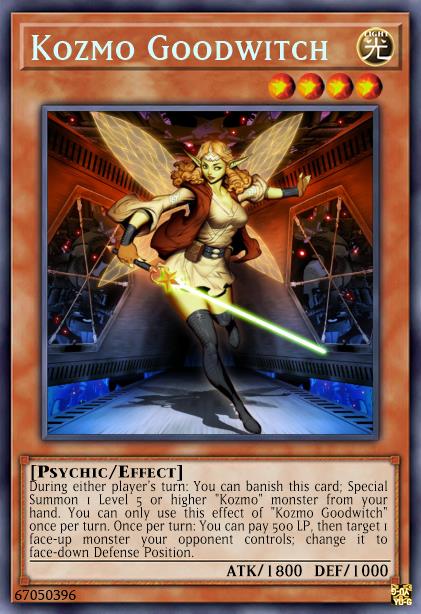 Kozmo Goodwitch
LIGHT
光
[Psychic/Effect]
During either player's turn: You can banish this card; Special
Summon 1 Level 5 or higher "Kozmo" monster from your
hand. You can only use this effect of "Kozmo Goodwitch"
once per turn. Once per turn: You can pay 500 LP, then target 1
face-up monster your opponent controls; change it to
face-down Defense Position.
ATK/1800 DEF/1000
67050396